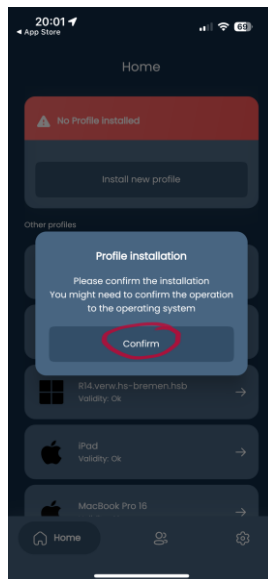 20:01
App Store
69
Home
No Profile installed
Install new profile
Other profiles
Profile installation
Please confirm the installation
You might need to confirm the operation
to the operating system
Confirm
R14.verw.hs-bremen.hsb
Validity: Ok
iPad
Validity: Ok
MacBook Pro 16
Home